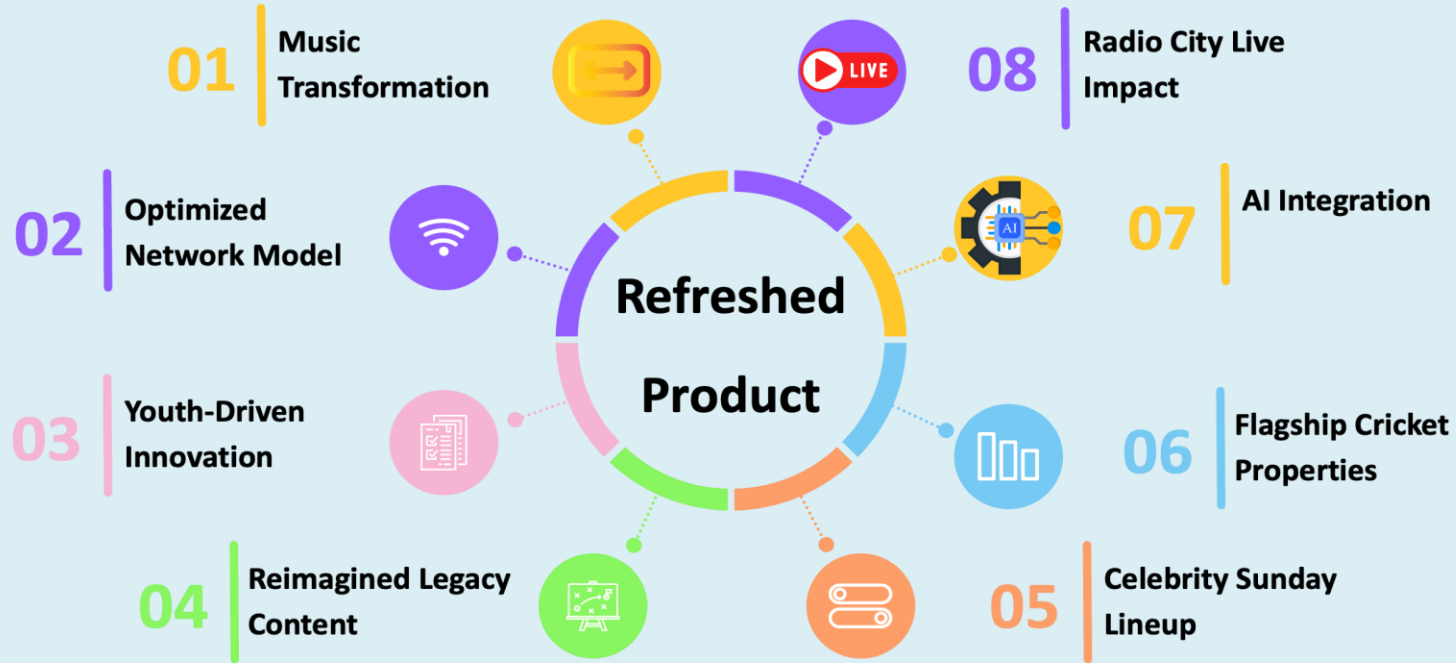 01
Music
Transformation
02
Optimized
Network Model
03
Youth-Driven
Innovation
04
Reimagined Legacy
Content
Refreshed
Product
LIVE
08
Radio City Live
Impact
AI
07
AI Integration
06
Flagship Cricket
Properties
05
Celebrity Sunday
Lineup